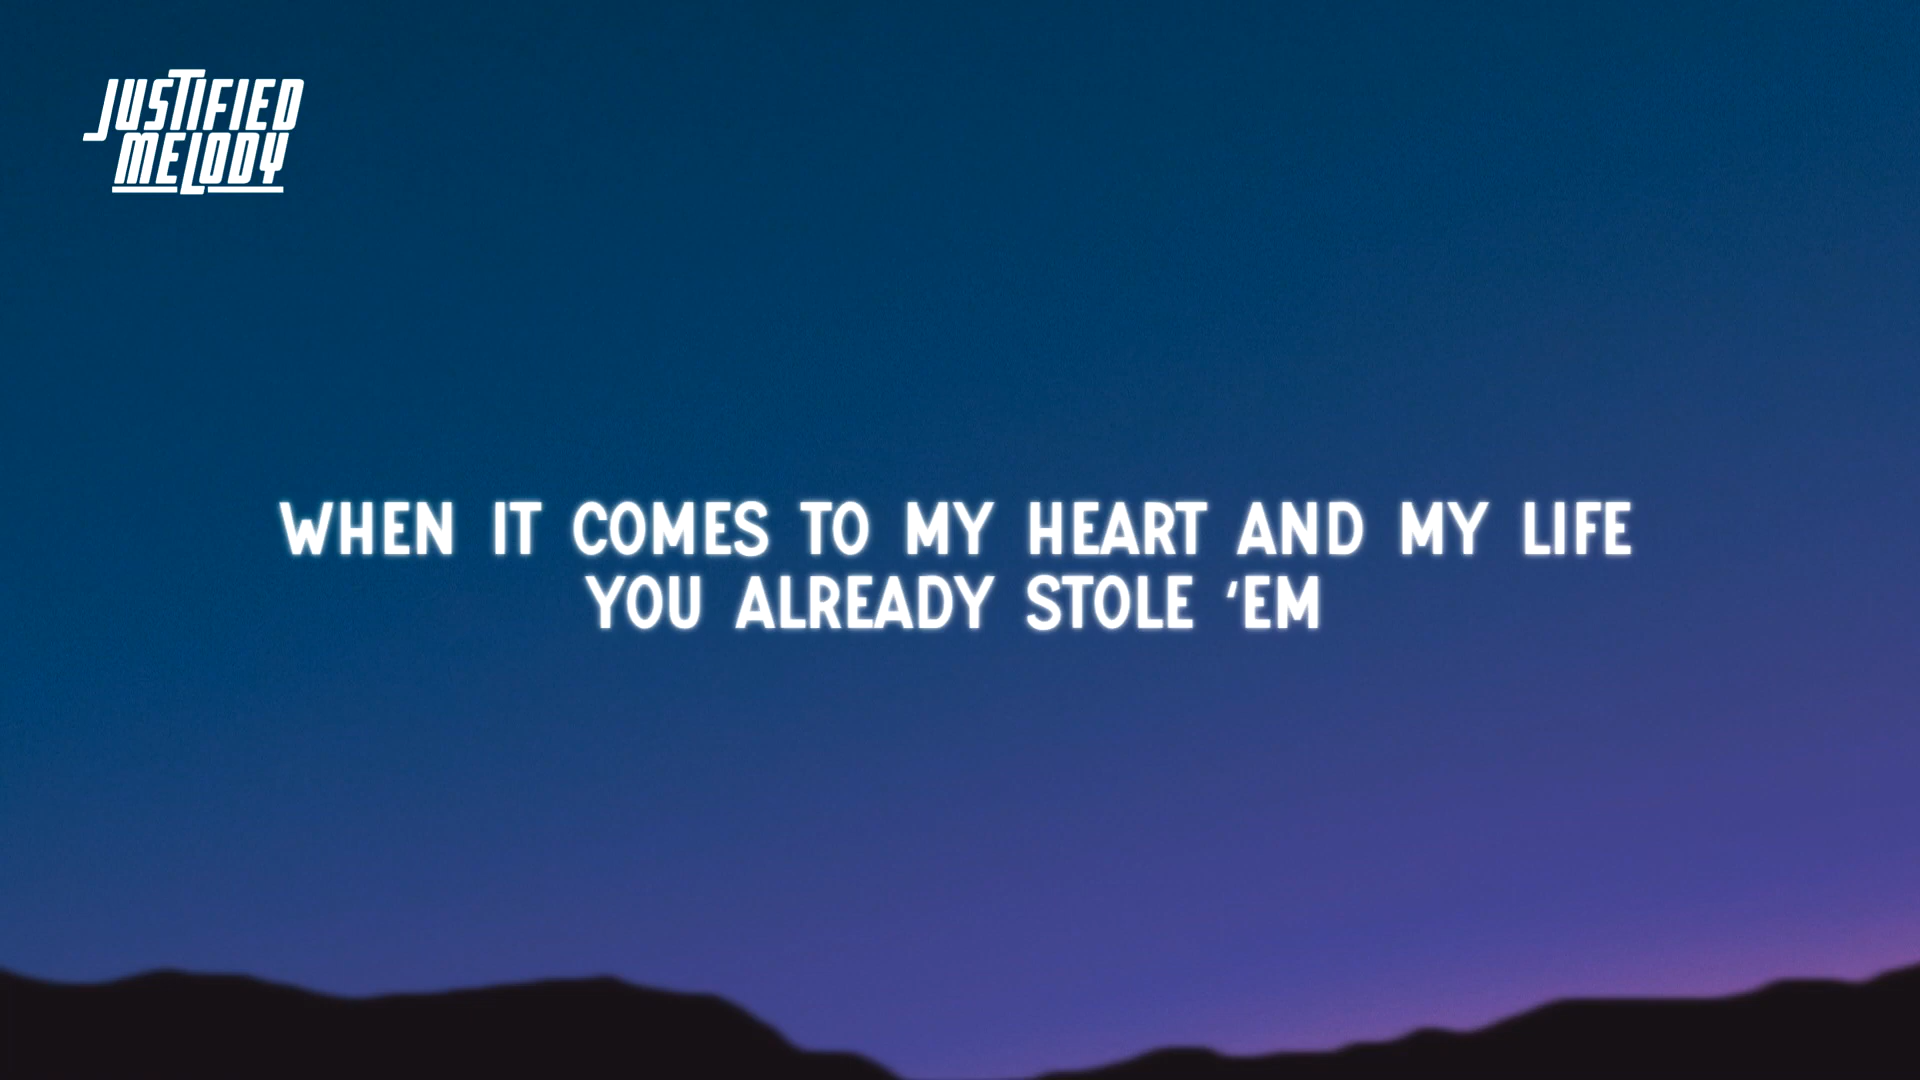 JUSTIFIED
MELODY
WHEN IT COMES TO MY HEART AND MY LIFE
YOU ALREADY STOLE ‘EM